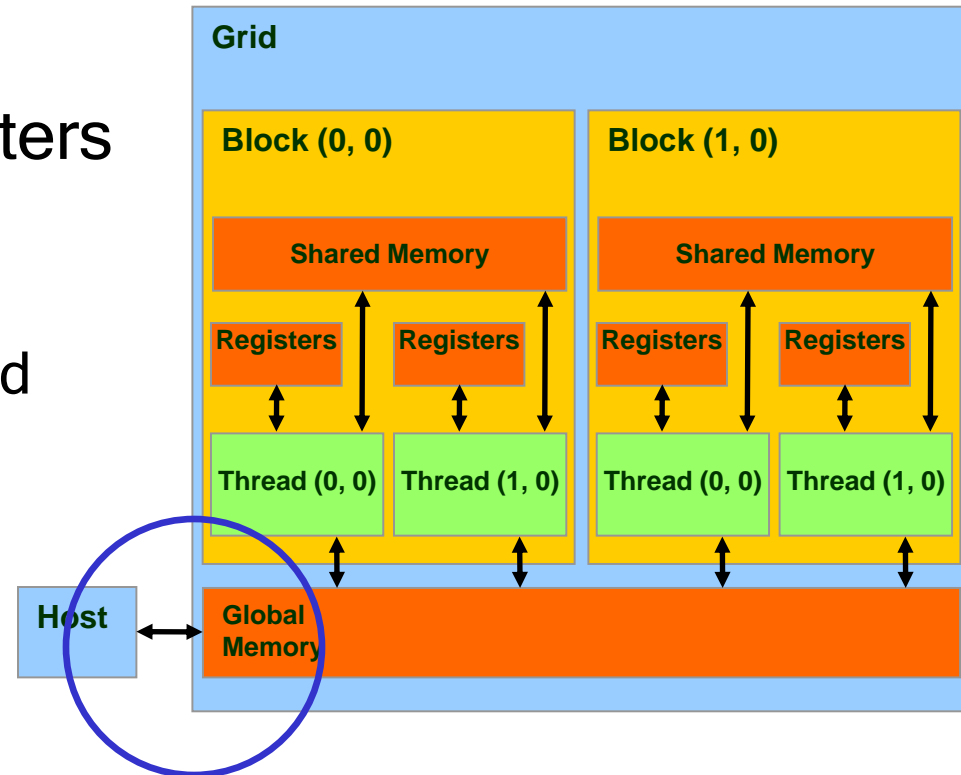 Grid
ters
Block (0, 0)
Block (1, 0)
Shared Memory
Shared Memory
Registers
Registers
Registers
Registers
d
Thread (0, 0)
Thread (1, 0)
Thread (0, 0)
Thread (1, 0)
Host
Global
Memory